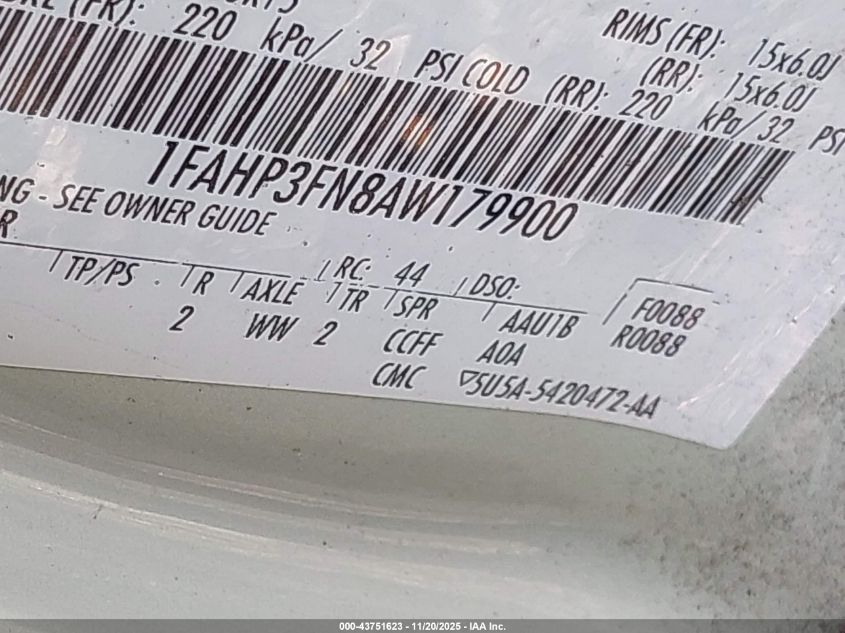 (FR): RIMS (FR): 15x6.0J
220 kPa/ 32 PSI COLD (RR): 15x6.0J
(RR): 220 kPa/ 32 PSI
1FAHP3FN8AW179900
NG - SEE OWNER GUIDE
R
RC: 44 DSO:
TP/PS R AXLE TR SPR AAU1B F0088
2 WW 2 CCFF AOA R0088
CMC 5U5A-5420472-AA
000-43751623 - 11/20/2025 - IAA Inc.